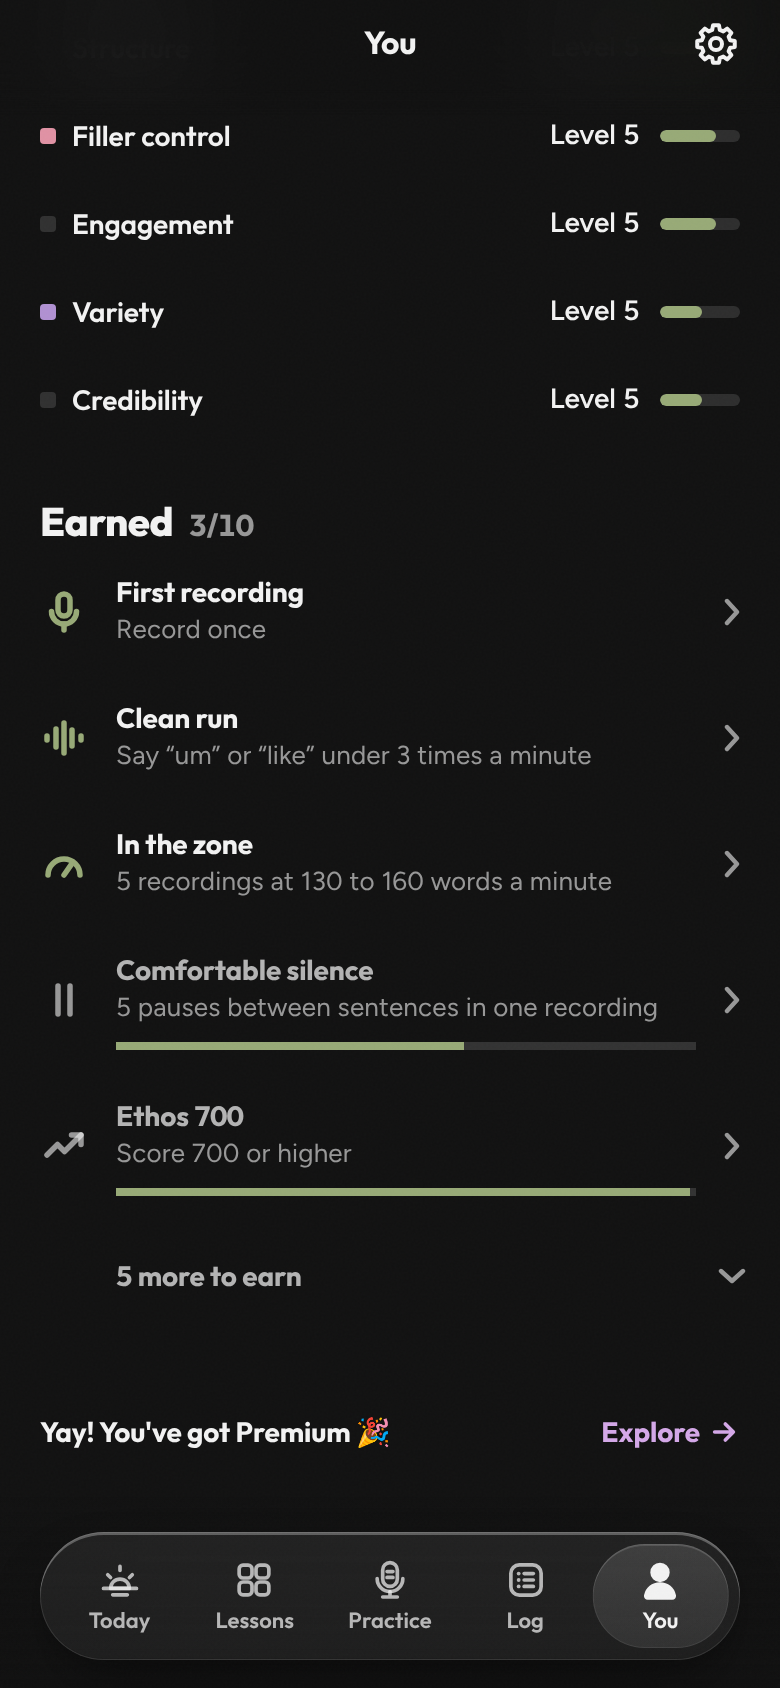 You
Structure Level 5
Filler control Level 5
Engagement Level 5
Variety Level 5
Credibility Level 5
Earned 3/10
First recording
Record once
Clean run
Say “um” or “like” under 3 times a minute
In the zone
5 recordings at 130 to 160 words a minute
Comfortable silence
5 pauses between sentences in one recording
Ethos 700
Score 700 or higher
5 more to earn
Yay! You've got Premium 🎉 Explore →
Today Lessons Practice Log You